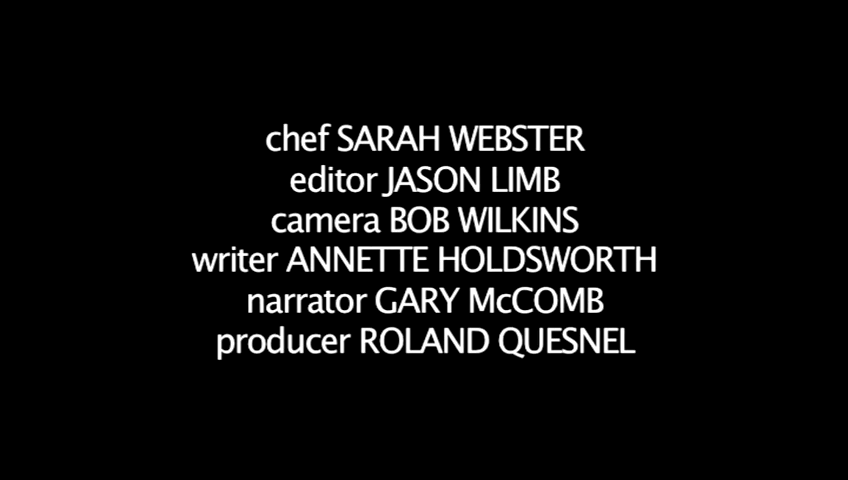 chef SARAH WEBSTER
editor JASON LIMB
camera BOB WILKINS
writer ANNETTE HOLDSWORTH
narrator GARY McCOMB
producer ROLAND QUESNEL